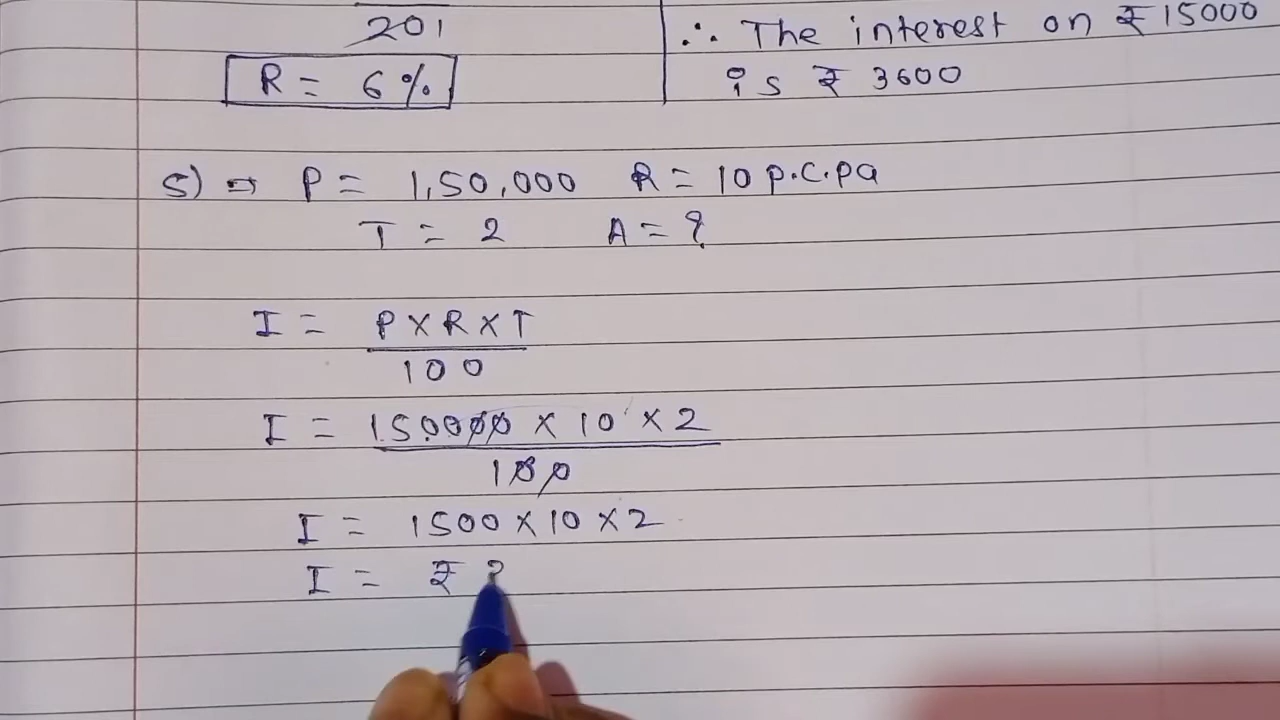 201
R = 6%
∴ The interest on ₹ 15000
is ₹ 3600
5) ⇒ P = 1,50,000 R = 10 p.c.pa
T = 2 A = ?
I = P X R X T
100
I = 150000 X 10 X 2
100
I = 1500 X 10 X 2
I = ₹